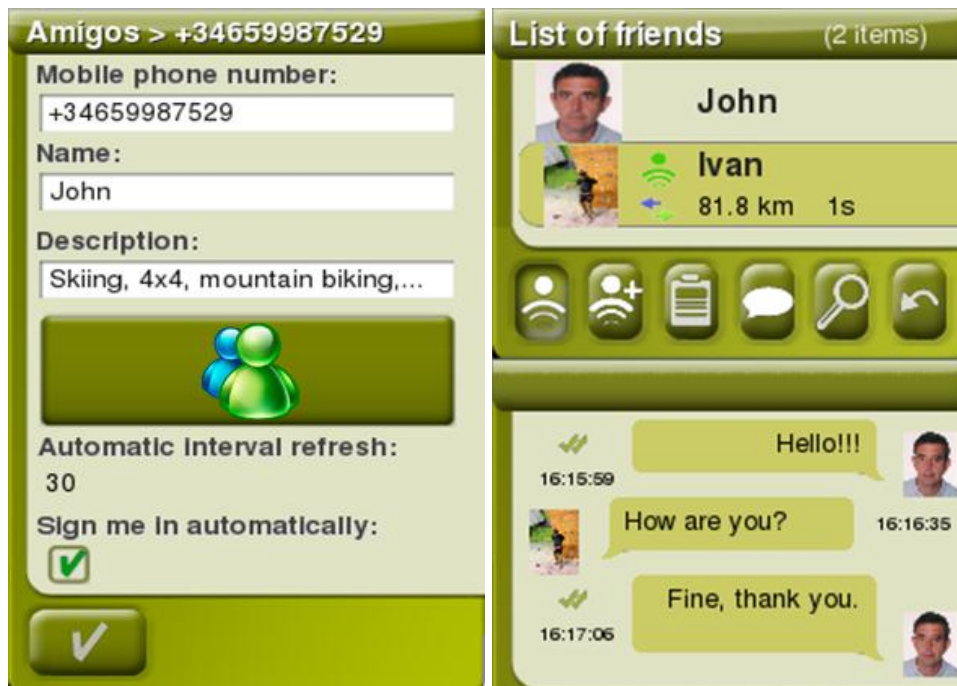 Amigos > +34659987529
Mobile phone number:
+34659987529
Name:
John
Description:
Skiing, 4x4, mountain biking,...
Automatic interval refresh:
30
Sign me in automatically:
List of friends (2 items)
John
Ivan
81.8 km 1s
Hello!!!
16:15:59
How are you?
16:16:35
Fine, thank you.
16:17:06